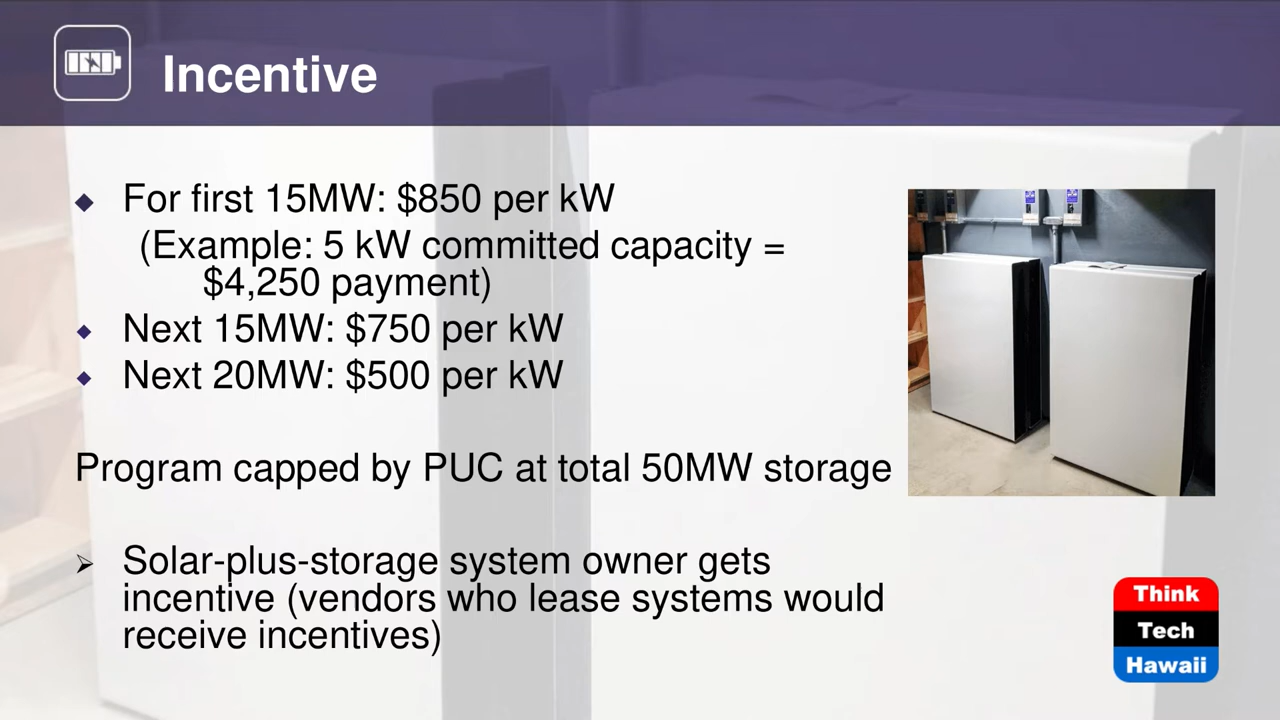 Incentive
For first 15MW: $850 per kW
(Example: 5 kW committed capacity =
$4,250 payment)
Next 15MW: $750 per kW
Next 20MW: $500 per kW
Program capped by PUC at total 50MW storage
Solar-plus-storage system owner gets
incentive (vendors who lease systems would
receive incentives)
Think
Tech
Hawaii